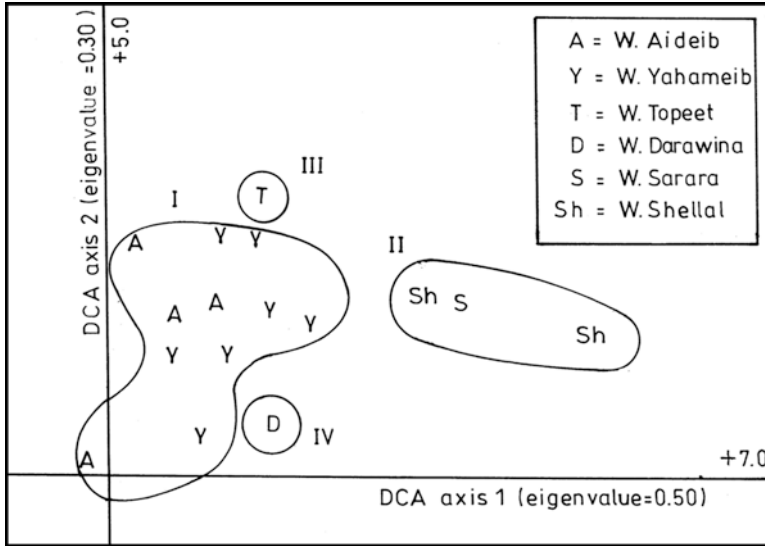 DCA axis 2 (eigenvalue =0.30)
+5.0
A = W. Aideib
Y = W. Yahameib
T = W. Topeet
D = W. Darawina
S = W. Sarara
Sh = W. Shellal
III
I
T
II
A
Y
Y
Sh
S
A
A
Y
Y
Sh
Y
Y
D
Y
IV
A
+7.0
DCA axis 1 (eigenvalue=0.50)